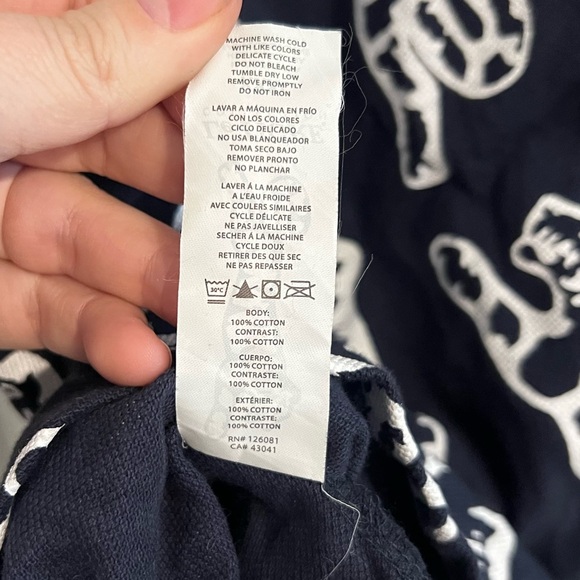 MACHINE WASH COLD
WITH LIKE COLORS
DELICATE CYCLE
DO NOT BLEACH
TUMBLE DRY LOW
REMOVE PROMPTLY
DO NOT IRON
LAVAR A MÁQUINA EN FRÍO
CON LOS COLORES
CICLO DELICADO
NO USA BLANQUEADOR
TOMA SECO BAJO
REMOVER PRONTO
NO PLANCHAR
LAVER Á LA MACHINE
A L'EAU FROIDE
AVEC COULERS SIMILAIRES
CYCLE DÉLICATE
NE PAS JAVELLISER
SECHER Á LA MACHINE
CYCLE DOUX
RETIRER DES QUE SEC
NE PAS REPASSER
30°C
BODY:
100% COTTON
CONTRAST:
100% COTTON
CUERPO:
100% COTTON
CONTRASTE:
100% COTTON
EXTÉRIER:
100% COTTON
CONTRASTE:
100% COTTON
RN# 126081
CA# 43041